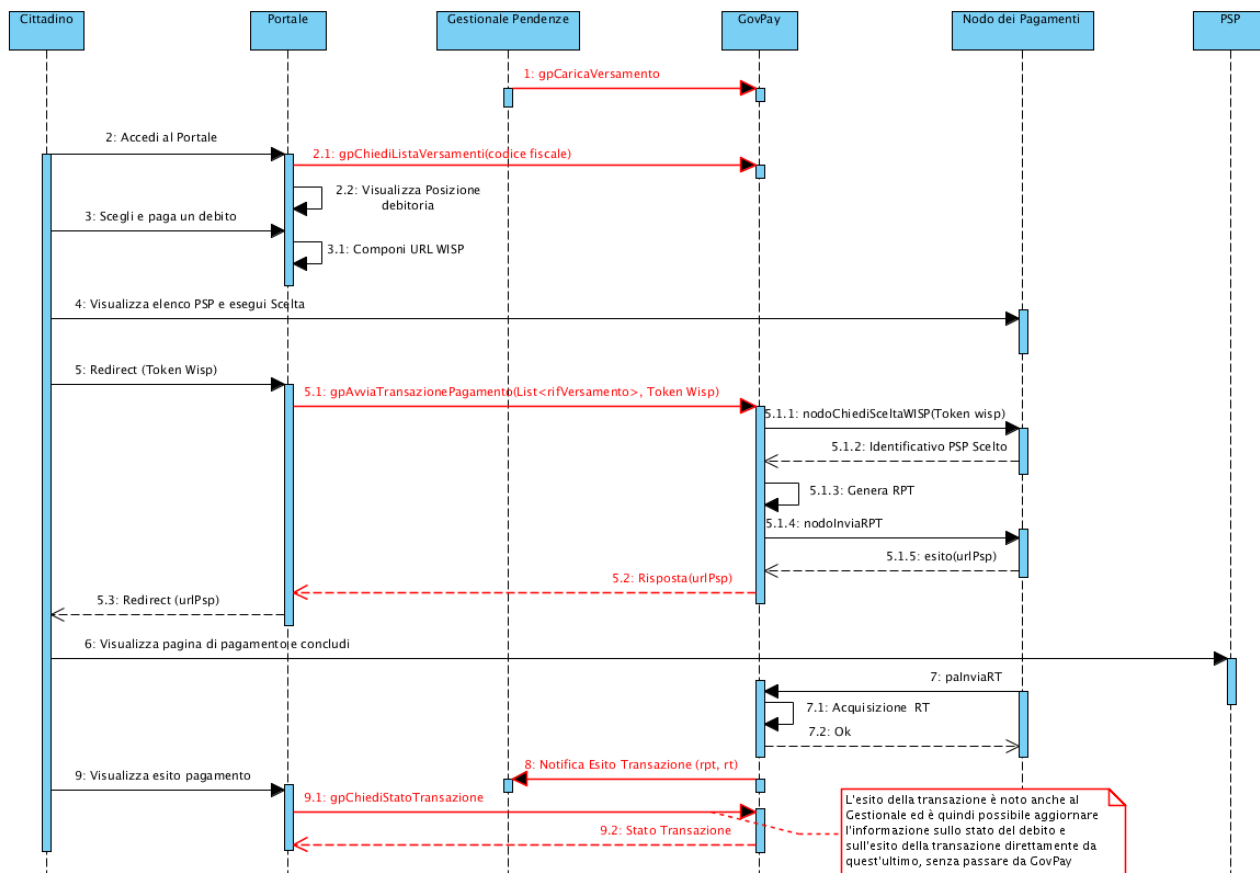 Cittadino
Portale
Gestionale Pendenze
GovPay
Nodo dei Pagamenti
PSP
1: gpCaricaVersamento
2: Accedi al Portale
2.1: gpChiediListaVersamenti(codice fiscale)
2.2: Visualizza Posizione
debitoria
3: Scegli e paga un debito
3.1: Componi URL WISP
4: Visualizza elenco PSP e esegui Scelta
5: Redirect (Token Wisp)
5.1: gpAvviaTransazionePagamento(List<rifVersamento>, Token Wisp)
5.1.1: nodoChiediSceltaWISP(Token wisp)
5.1.2: Identificativo PSP Scelto
5.1.3: Genera RPT
5.1.4: nodoInviaRPT
5.1.5: esito(urlPsp)
5.2: Risposta(urlPsp)
5.3: Redirect (urlPsp)
6: Visualizza pagina di pagamento e concludi
7: paInviaRT
7.1: Acquisizione RT
7.2: Ok
8: Notifica Esito Transazione (rpt, rt)
9: Visualizza esito pagamento
9.1: gpChiediStatoTransazione
9.2: Stato Transazione
L'esito della transazione è noto anche al
Gestionale ed è quindi possibile aggiornare
l'informazione sullo stato del debito e
sull'esito della transazione direttamente da
quest'ultimo, senza passare da GovPay